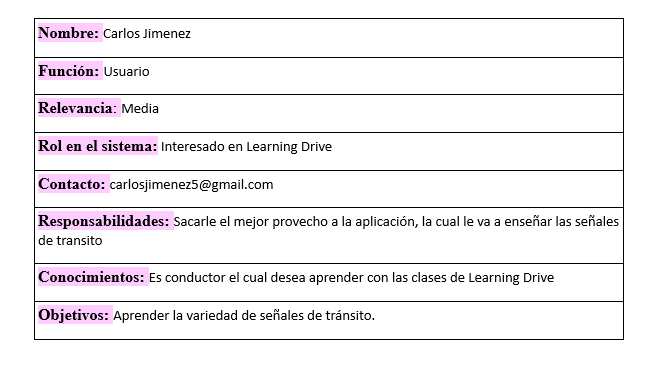 Nombre: Carlos Jimenez
Función: Usuario
Relevancia: Media
Rol en el sistema: Interesado en Learning Drive
Contacto: carlosjimenez5@gmail.com
Responsabilidades: Sacarle el mejor provecho a la aplicación, la cual le va a enseñar las señales
de transito
Conocimientos: Es conductor el cual desea aprender con las clases de Learning Drive
Objetivos: Aprender la variedad de señales de tránsito.